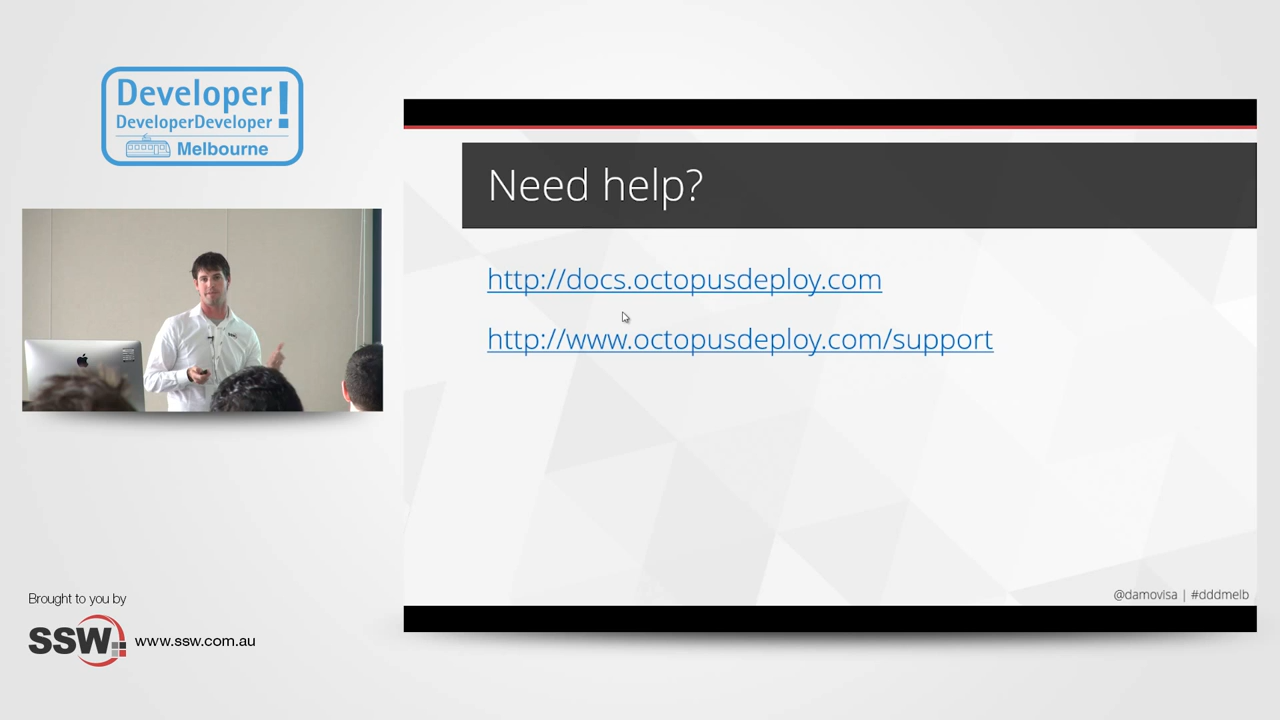 Developer!
DeveloperDeveloper
Melbourne
Need help?
http://docs.octopusdeploy.com
http://www.octopusdeploy.com/support
@damovisa | #dddmelb
Brought to you by
SSW
www.ssw.com.au